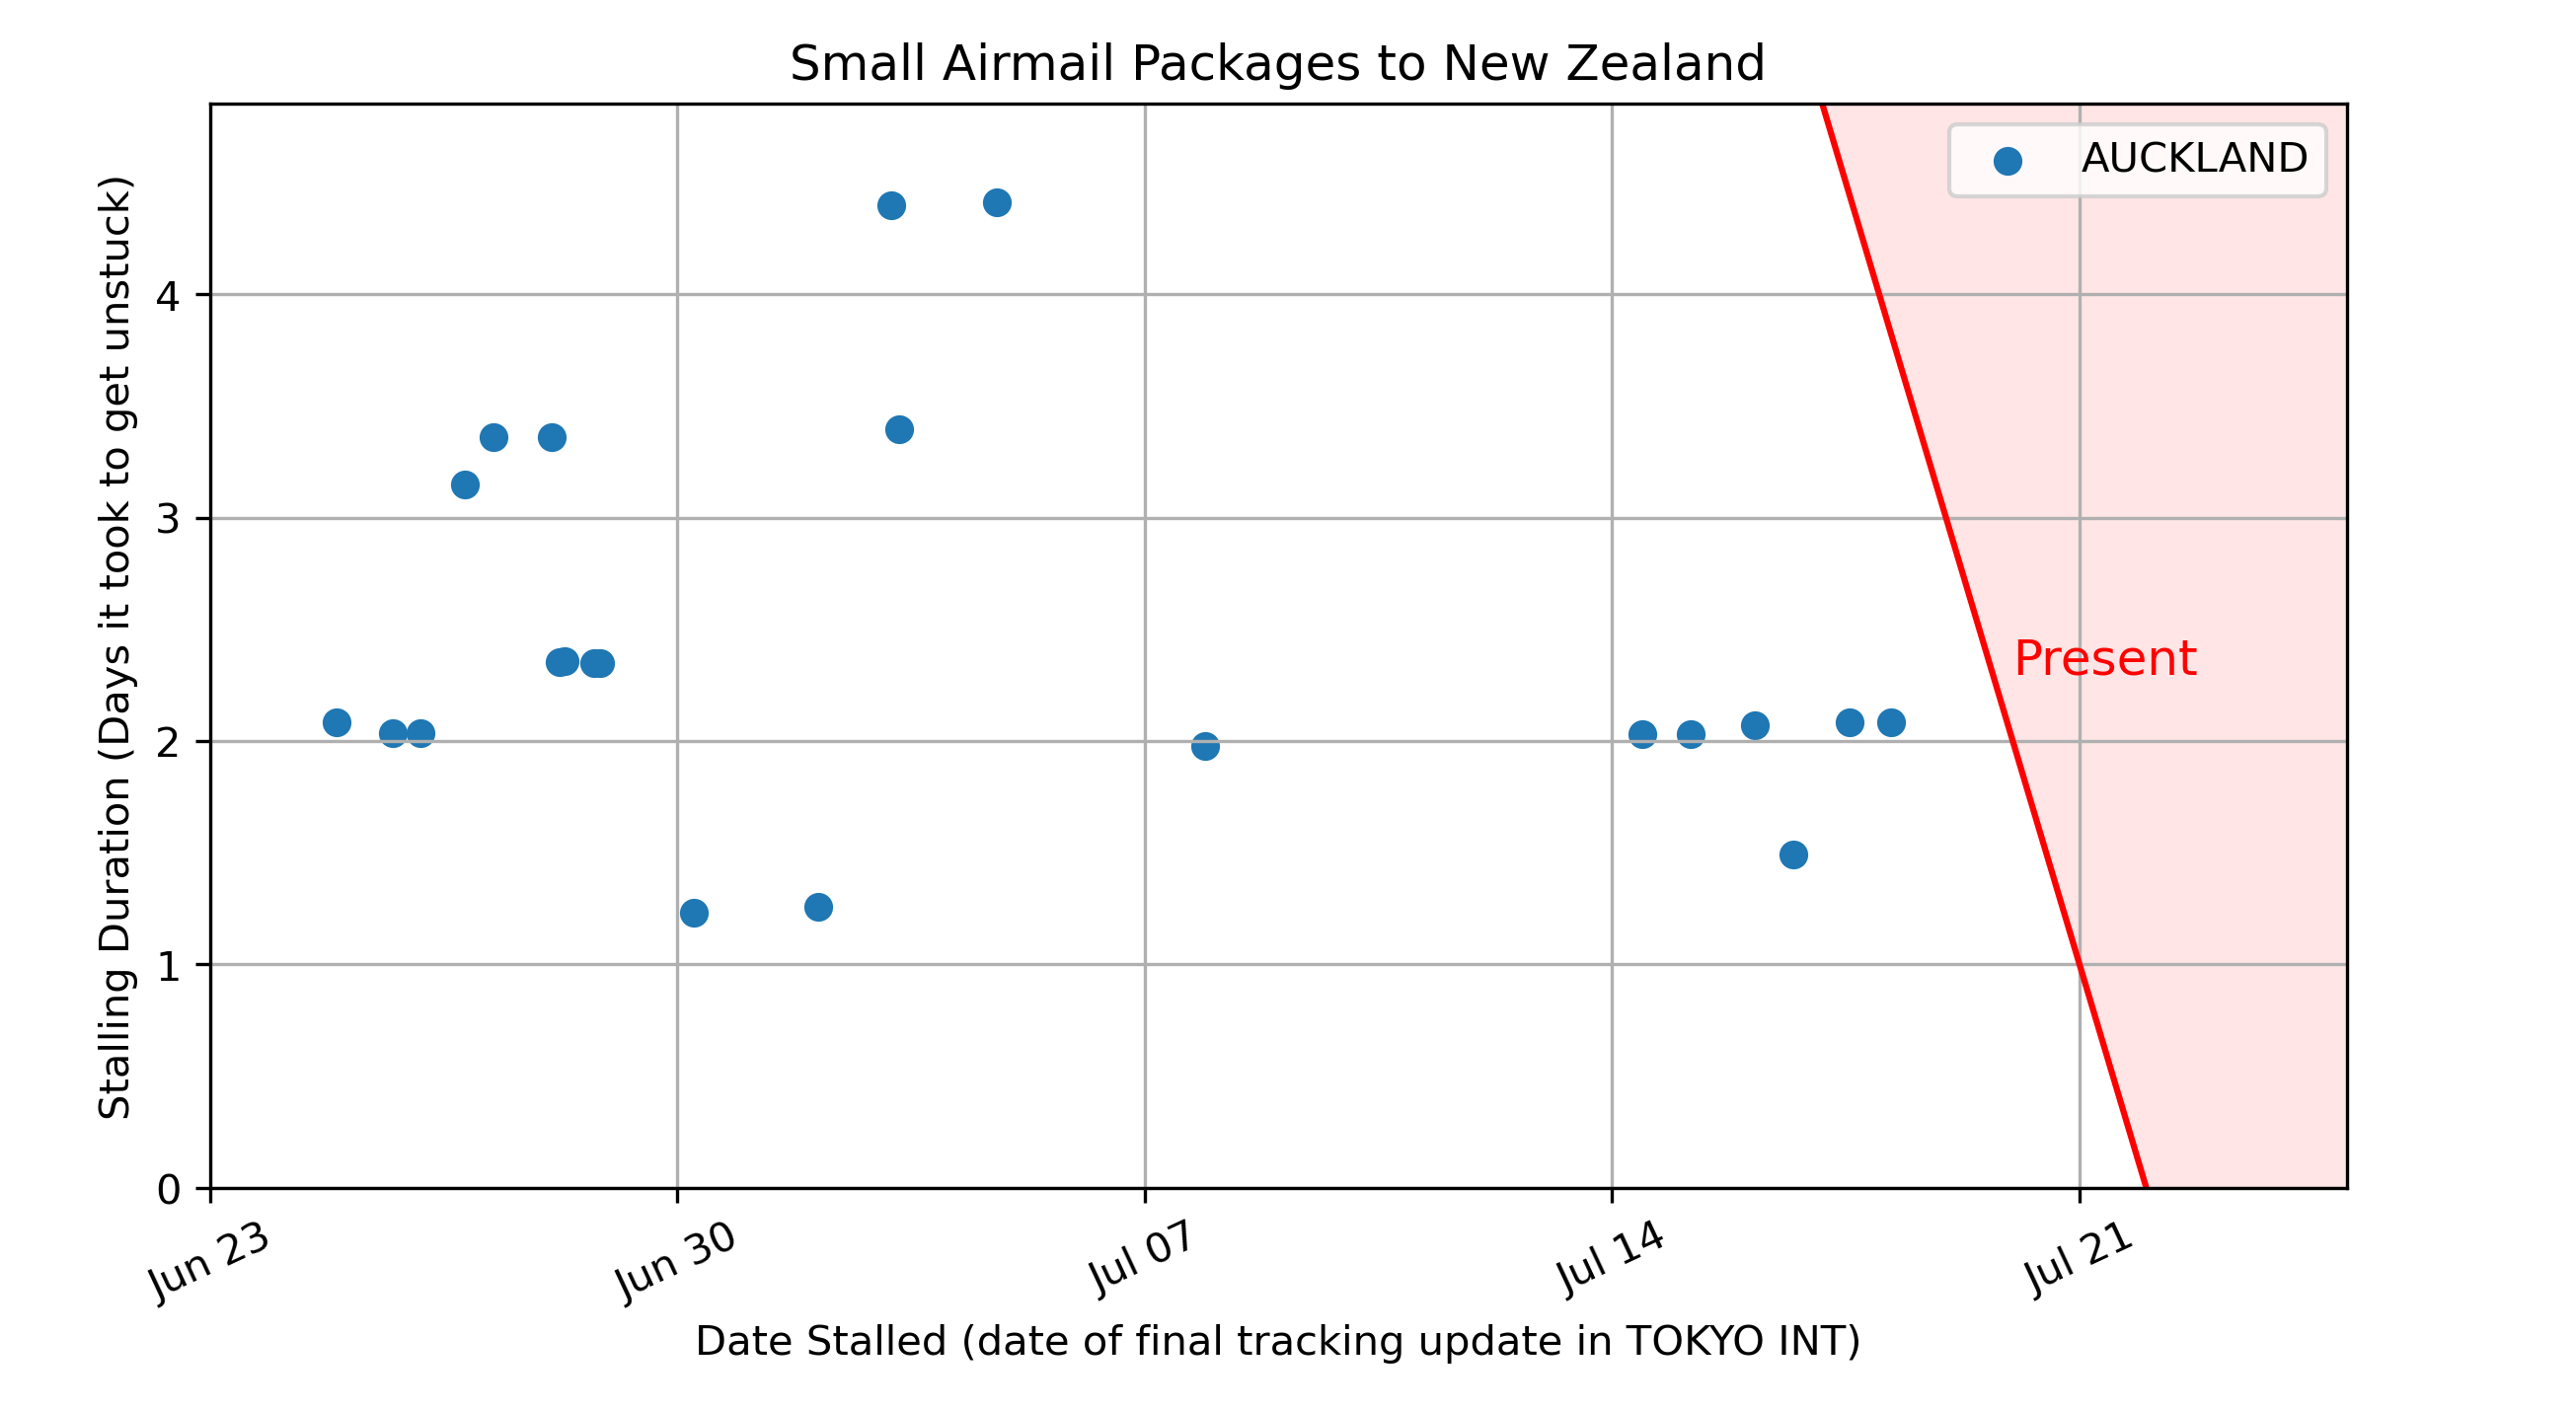 Small Airmail Packages to New Zealand
AUCKLAND
Present
Stalling Duration (Days it took to get unstuck)
4
3
2
1
0
Jun 23
Jun 30
Jul 07
Jul 14
Jul 21
Date Stalled (date of final tracking update in TOKYO INT)